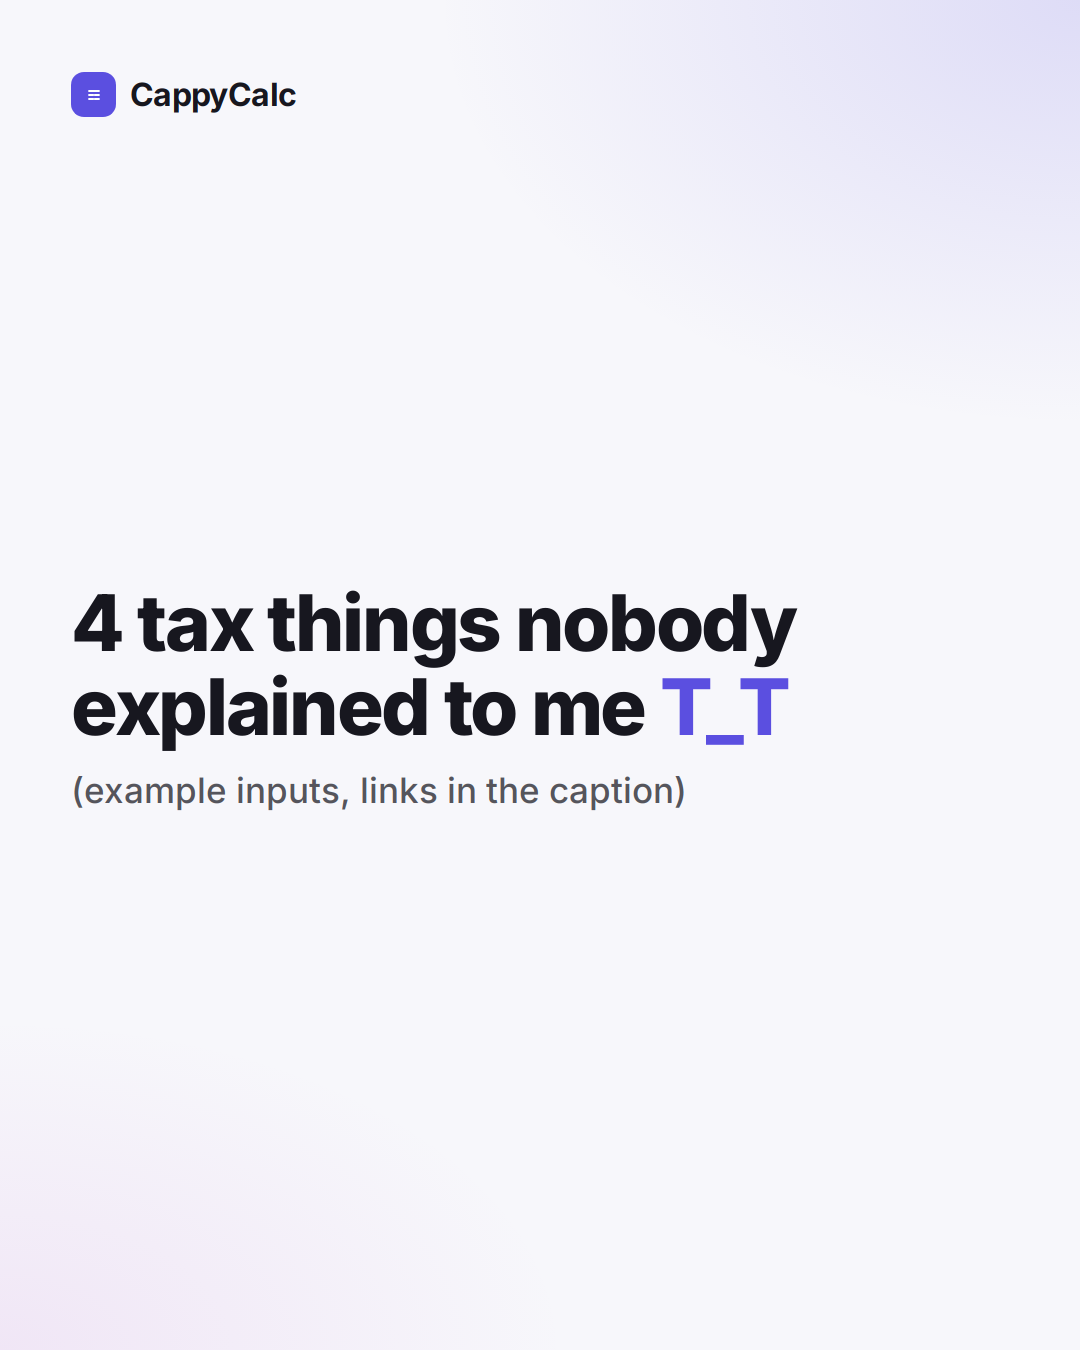 CappyCalc
4 tax things nobody
explained to me T_T
(example inputs, links in the caption)